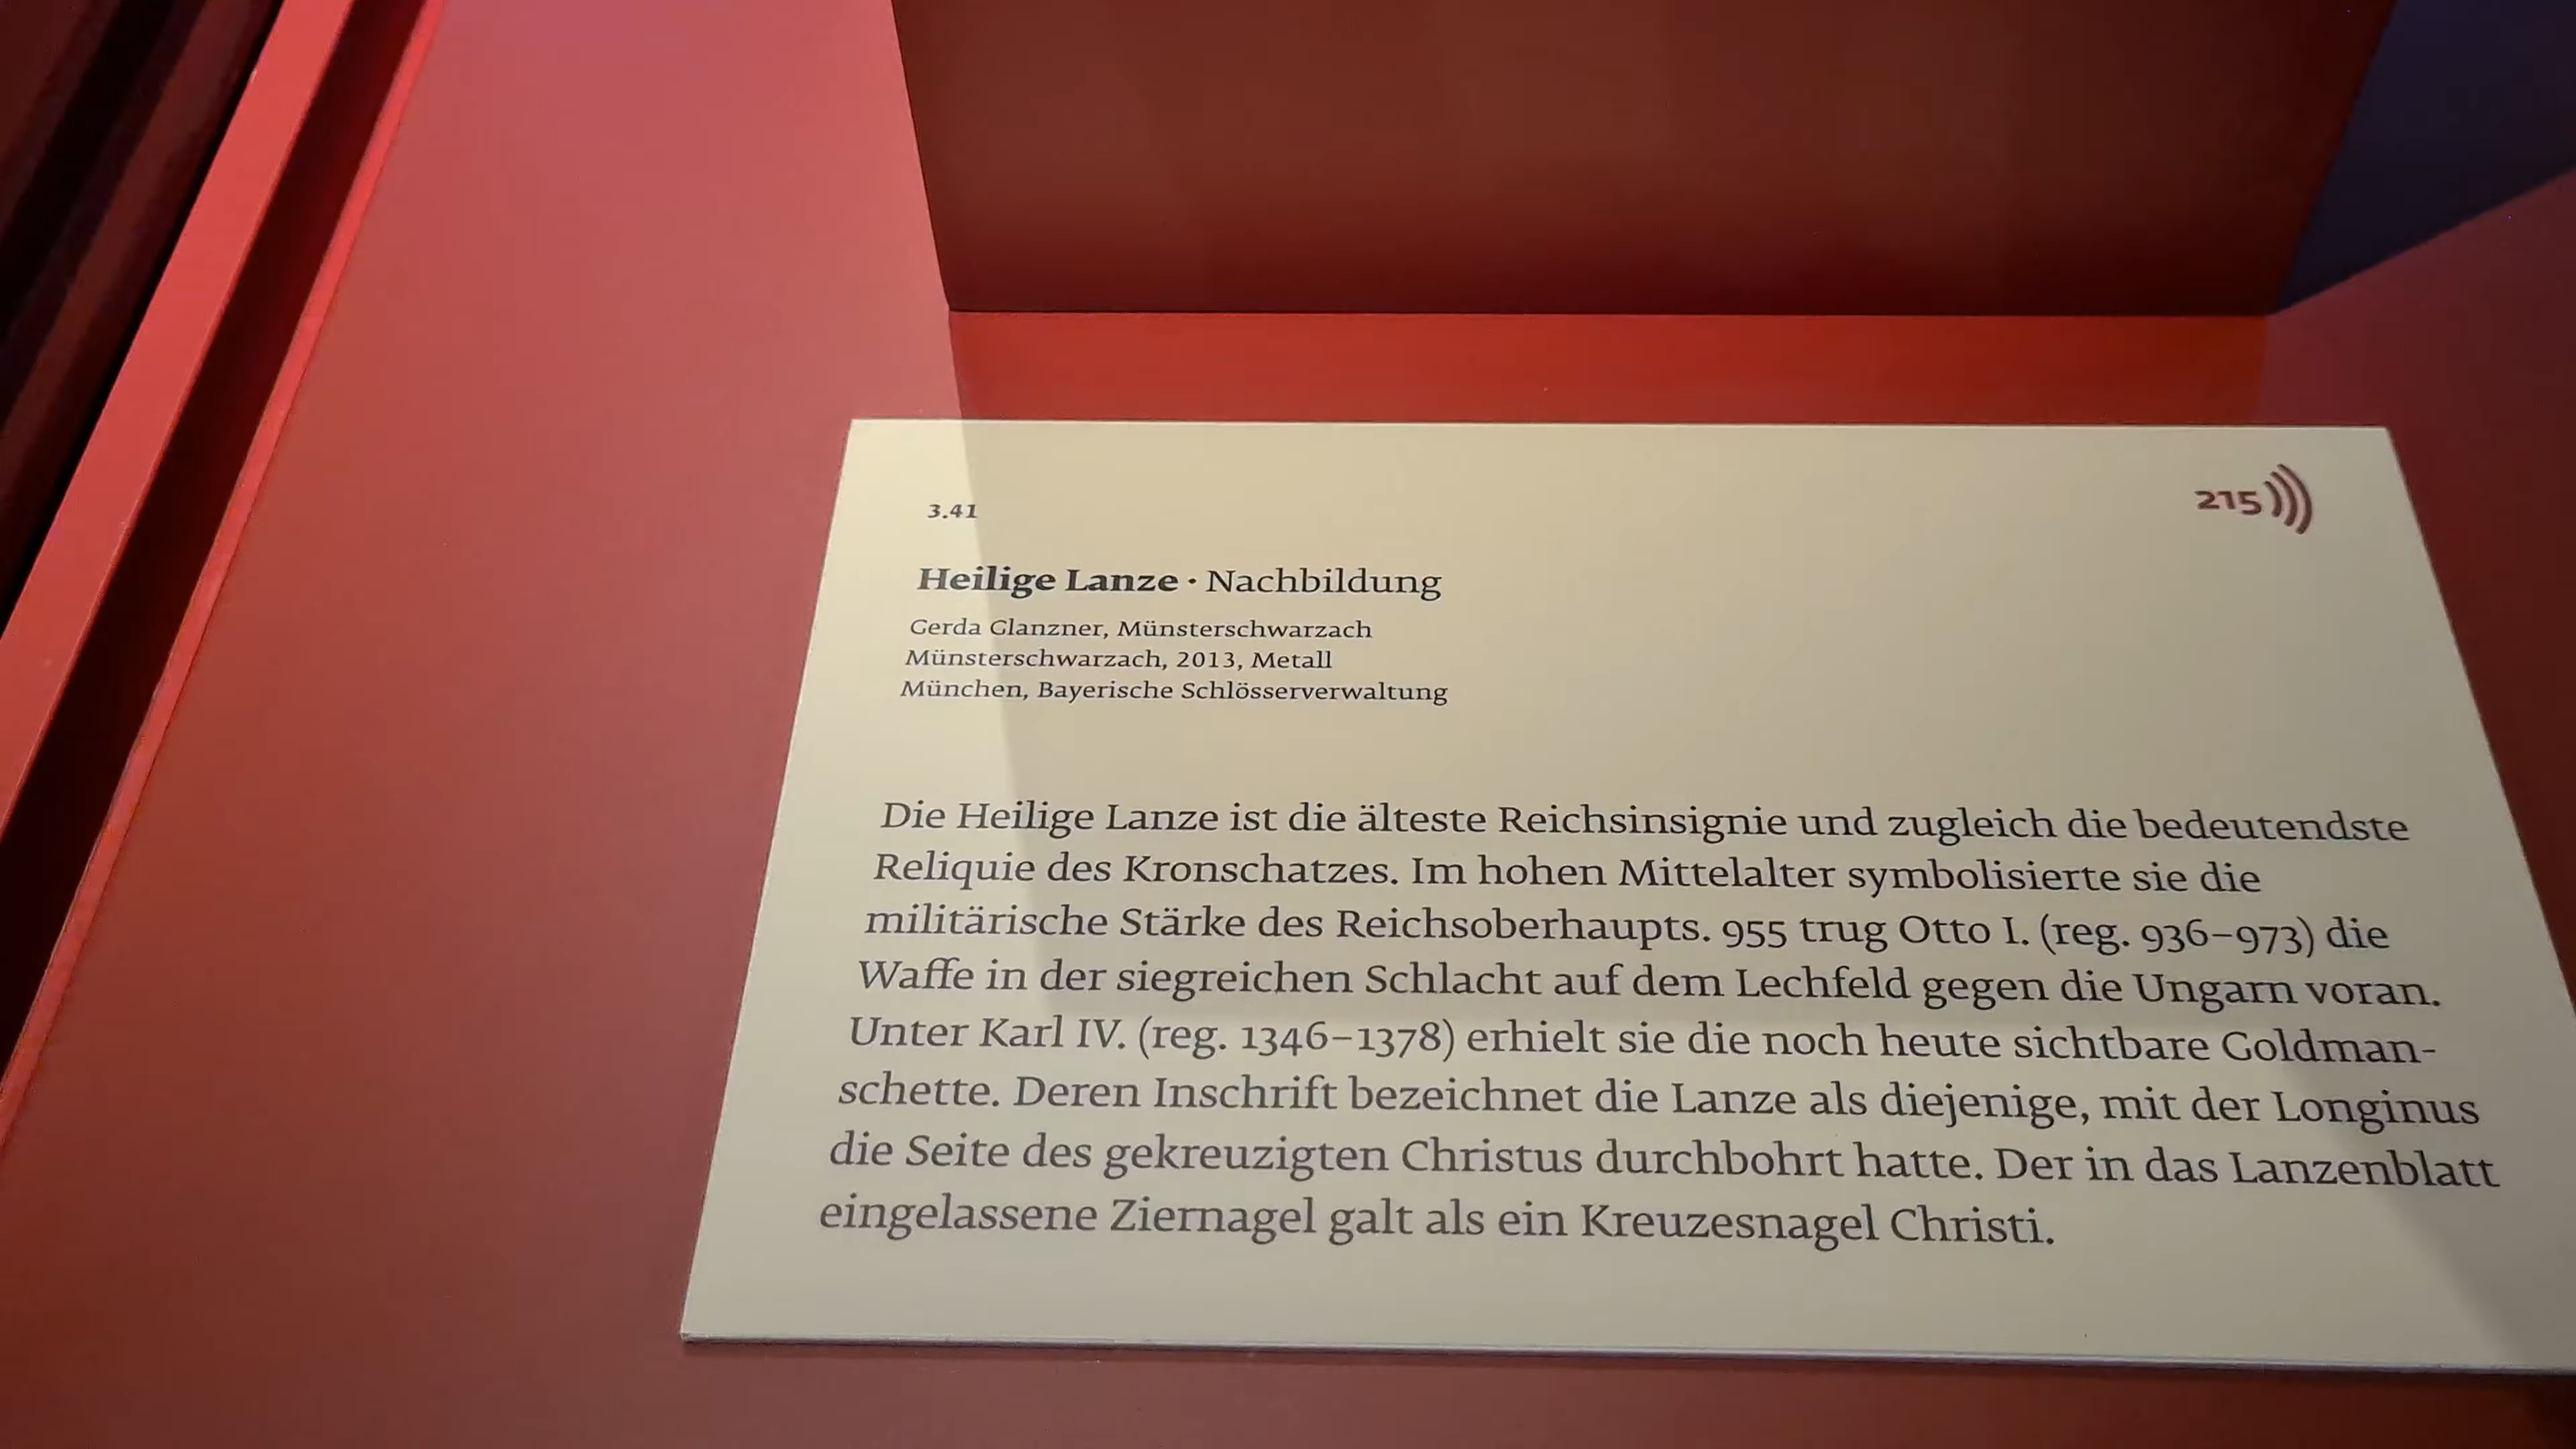 3.41
215
Heilige Lanze · Nachbildung
Gerda Glanzner, Münsterschwarzach
Münsterschwarzach, 2013, Metall
München, Bayerische Schlösserverwaltung
Die Heilige Lanze ist die älteste Reichsinsignie und zugleich die bedeutendste
Reliquie des Kronschatzes. Im hohen Mittelalter symbolisierte sie die
militärische Stärke des Reichsoberhaupts. 955 trug Otto I. (reg. 936–973) die
Waffe in der siegreichen Schlacht auf dem Lechfeld gegen die Ungarn voran.
Unter Karl IV. (reg. 1346–1378) erhielt sie die noch heute sichtbare Goldman-
schette. Deren Inschrift bezeichnet die Lanze als diejenige, mit der Longinus
die Seite des gekreuzigten Christus durchbohrt hatte. Der in das Lanzenblatt
eingelassene Ziernagel galt als ein Kreuzesnagel Christi.